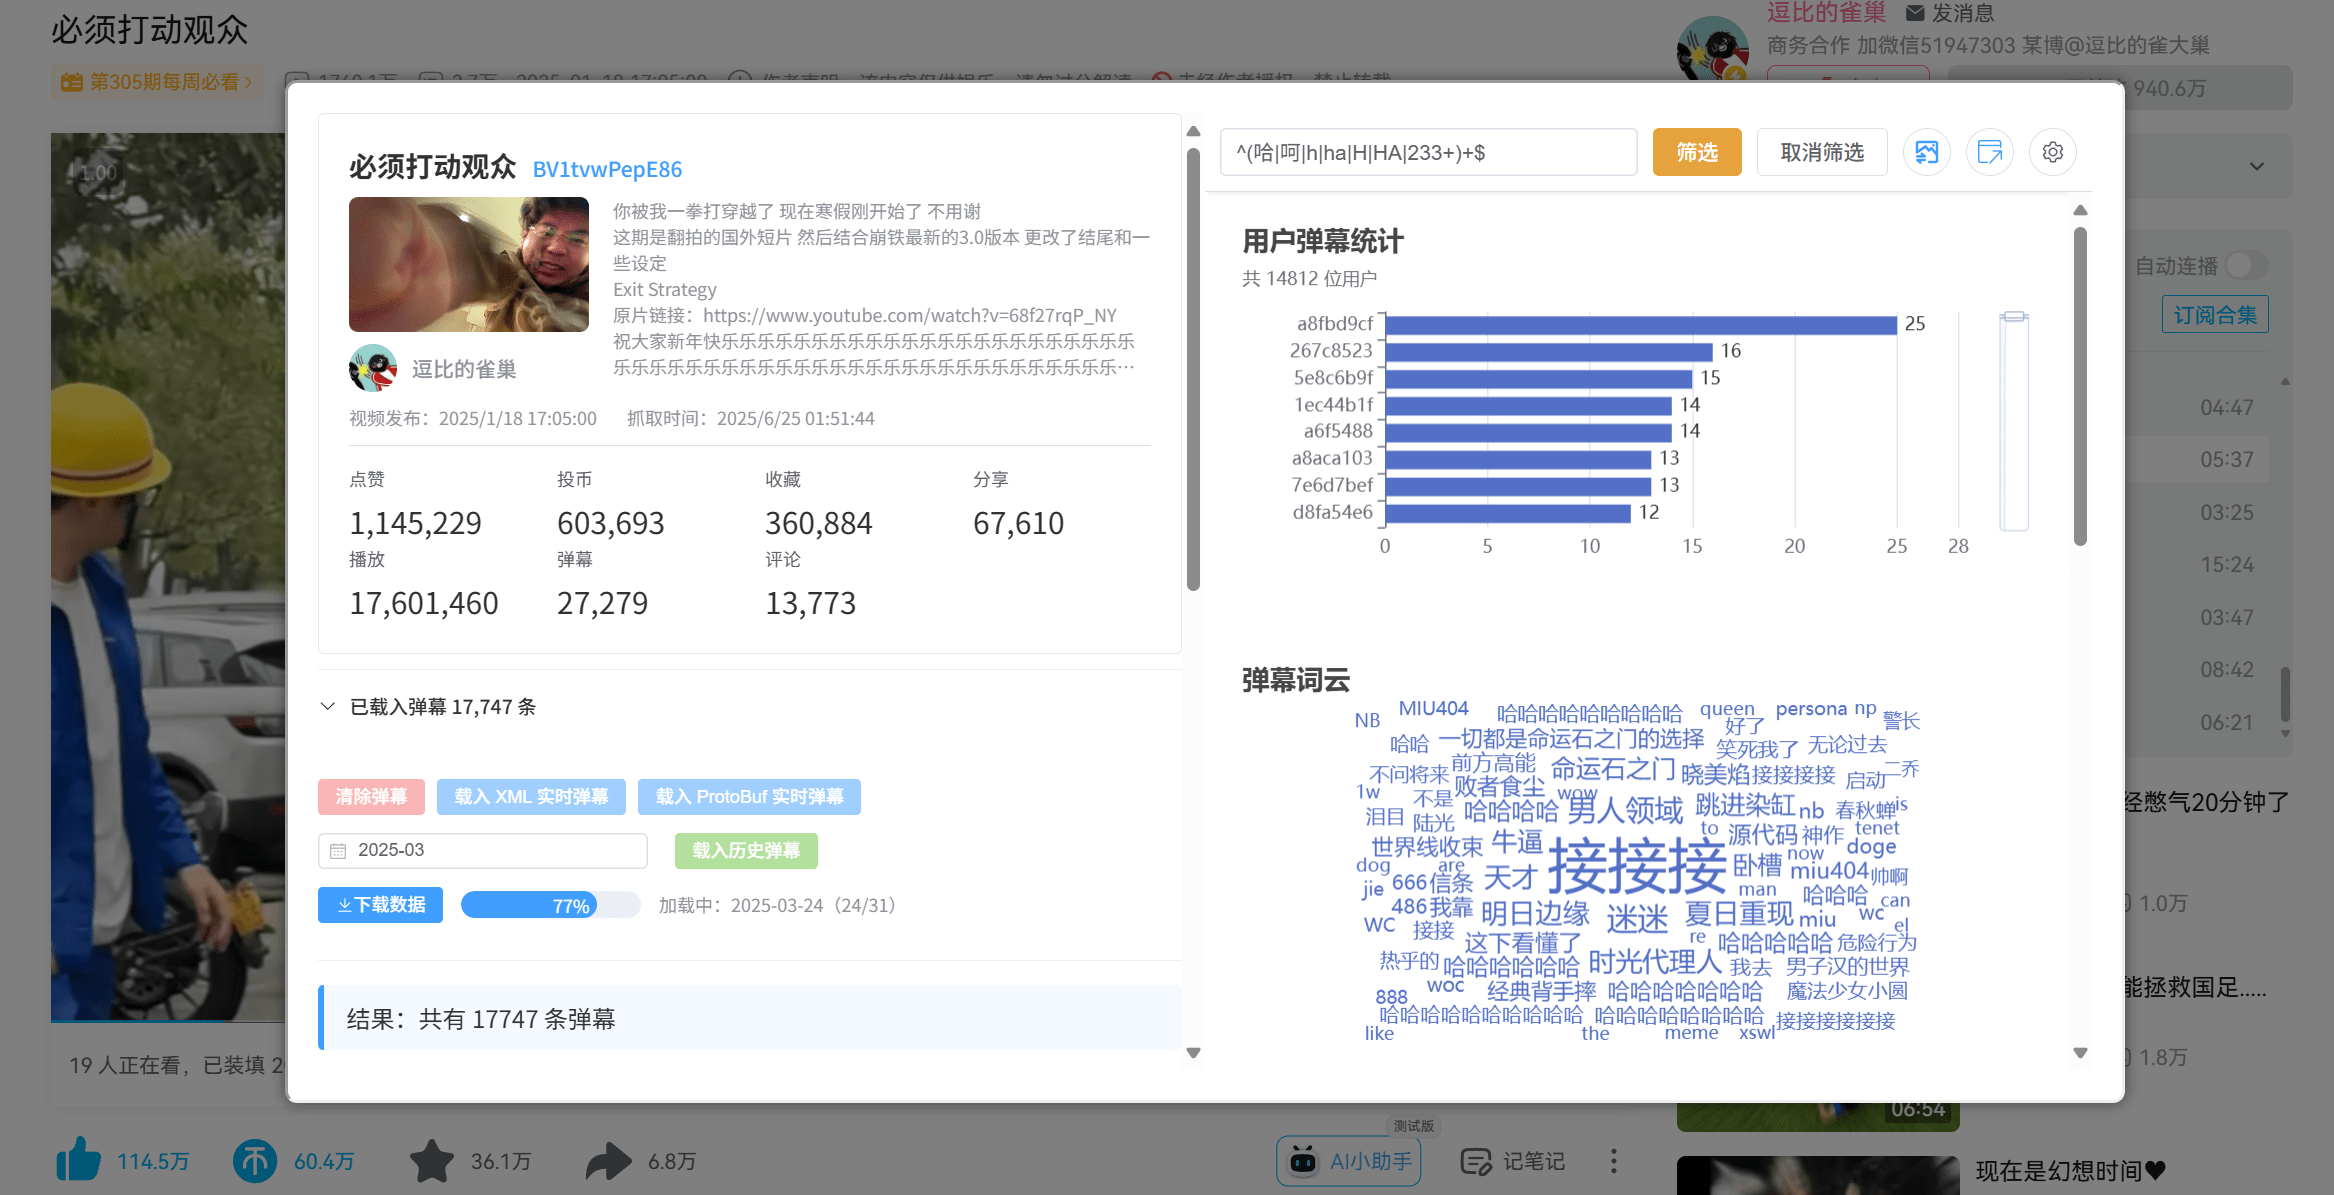 必须打动观众
第305期每周必看
2025-01-18 17:05:00
逗比的雀巢 发消息
商务合作 加微信51947303 某博@逗比的雀大巢
940.6万
1.00
必须打动观众 BV1tvwPepE86
你被我一拳打穿越了 现在寒假刚开始了 不用谢
这期是翻拍的国外短片 然后结合崩铁最新的3.0版本 更改了结尾和一
些设定
Exit Strategy
原片链接：https://www.youtube.com/watch?v=68f27rqP_NY
祝大家新年快乐乐乐乐乐乐乐乐乐乐乐乐乐乐乐乐乐乐乐乐乐乐乐
乐乐乐乐乐乐乐乐乐乐乐乐乐乐乐乐乐乐乐乐乐乐乐乐乐乐乐乐…
逗比的雀巢
视频发布：2025/1/18 17:05:00 抓取时间：2025/6/25 01:51:44
点赞 投币 收藏 分享
1,145,229 603,693 360,884 67,610
播放 弹幕 评论
17,601,460 27,279 13,773
已载入弹幕 17,747 条
清除弹幕 载入 XML 实时弹幕 载入 ProtoBuf 实时弹幕
2025-03 载入历史弹幕
下载数据 77% 加载中：2025-03-24（24/31）
结果：共有 17747 条弹幕
^(哈|呵|h|ha|H|HA|233+)+$ 筛选 取消筛选
用户弹幕统计
共 14812 位用户
a8fbd9cf 25
267c8523 16
5e8c6b9f 15
1ec44b1f 14
a6f5488 14
a8aca103 13
7e6d7bef 13
d8fa54e6 12
0 5 10 15 20 25 28
弹幕词云
NB MIU404 哈哈哈哈哈哈哈哈哈 queen persona np
好了 警长
哈哈 一切都是命运石之门的选择 笑死我了 无论过去
不问将来 前方高能 命运石之门 晓美焰 接接接接 启动 二乔
1w 不是 败者食尘 wow
泪目 陆光 哈哈哈哈 男人领域 跳进染缸 nb 春秋蝉 is
世界线收束 牛逼 to 源代码 神作 tenet
dog are 接接接 卧槽 now doge
jie 666 信条 天才 man miu404 帅啊
486 我靠 明日边缘 迷迷 夏日重现 哈哈哈 can
WC 接接 这下看懂了 re miu wc el
热乎的 哈哈哈哈哈哈 时光代理人 哈哈哈哈哈 危险行为
我去 男子汉的世界
888 woc 经典背手摔 哈哈哈哈哈哈哈 魔法少女小圆
哈哈哈哈哈哈哈哈哈哈 哈哈哈哈哈哈哈哈 接接接接接接
like the meme xswl
自动连播
订阅合集
04:47
05:37
03:25
15:24
03:47
08:42
06:21
经憋气20分钟了
1.0万
能拯救国足.....
1.8万
06:54
现在是幻想时间♥
19 人正在看，已装填 2
114.5万 60.4万 36.1万 6.8万
测试版
AI小助手 记笔记